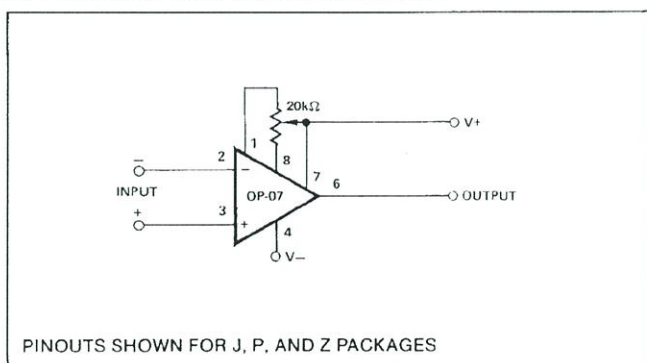 20kΩ
V+
1
8
7
2
−
−
6
INPUT
OP-07
OUTPUT
+
3
+
4
V−
PINOUTS SHOWN FOR J, P, AND Z PACKAGES